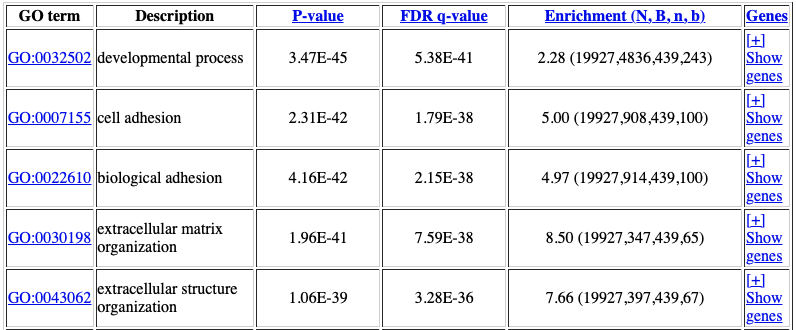 GO term Description P-value FDR q-value Enrichment (N, B, n, b) Genes
GO:0032502 developmental process 3.47E-45 5.38E-41 2.28 (19927,4836,439,243) [+] Show genes
GO:0007155 cell adhesion 2.31E-42 1.79E-38 5.00 (19927,908,439,100) [+] Show genes
GO:0022610 biological adhesion 4.16E-42 2.15E-38 4.97 (19927,914,439,100) [+] Show genes
GO:0030198 extracellular matrix organization 1.96E-41 7.59E-38 8.50 (19927,347,439,65) [+] Show genes
GO:0043062 extracellular structure organization 1.06E-39 3.28E-36 7.66 (19927,397,439,67) [+] Show genes